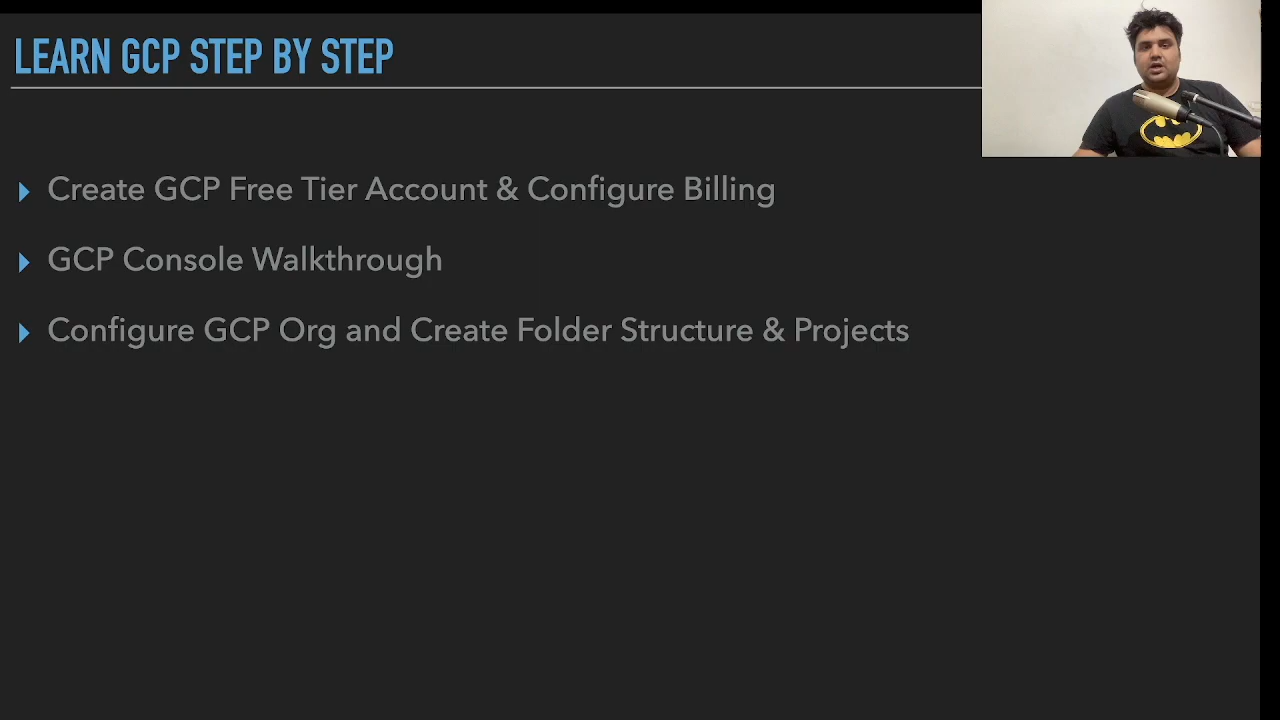 LEARN GCP STEP BY STEP
Create GCP Free Tier Account & Configure Billing
GCP Console Walkthrough
Configure GCP Org and Create Folder Structure & Projects